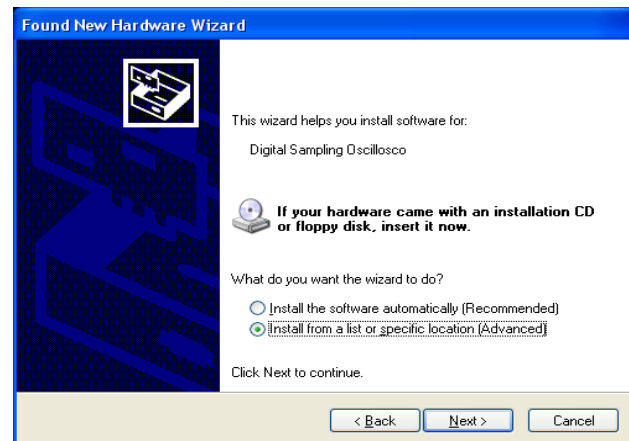 Found New Hardware Wizard
This wizard helps you install software for:
Digital Sampling Oscillosco
If your hardware came with an installation CD
or floppy disk, insert it now.
What do you want the wizard to do?
Install the software automatically (Recommended)
Install from a list or specific location (Advanced)
Click Next to continue.
< Back Next > Cancel